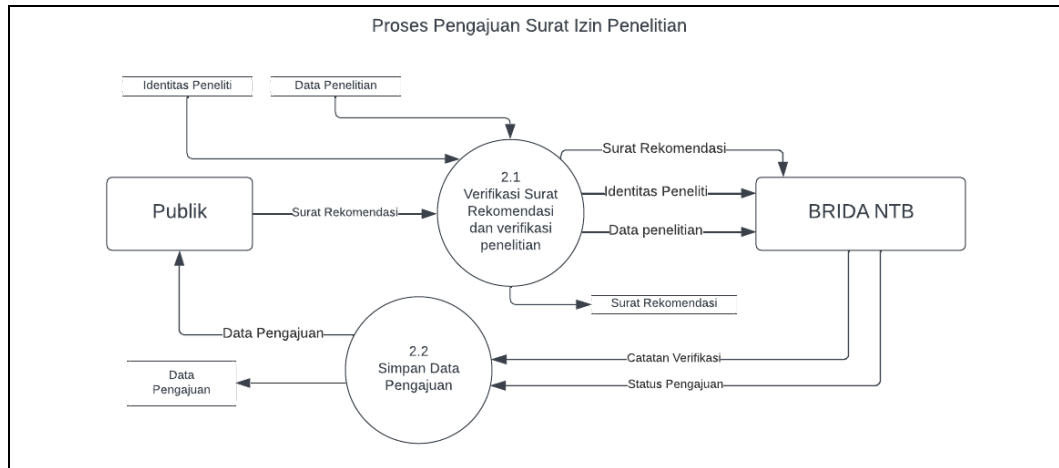 Proses Pengajuan Surat Izin Penelitian
Identitas Peneliti
Data Penelitian
2.1
Verifikasi Surat
Rekomendasi
dan verifikasi
penelitian
Surat Rekomendasi
Identitas Peneliti
Data penelitian
Publik
Surat Rekomendasi
BRIDA NTB
Surat Rekomendasi
Data Pengajuan
2.2
Simpan Data
Pengajuan
Catatan Verifikasi
Status Pengajuan
Data
Pengajuan